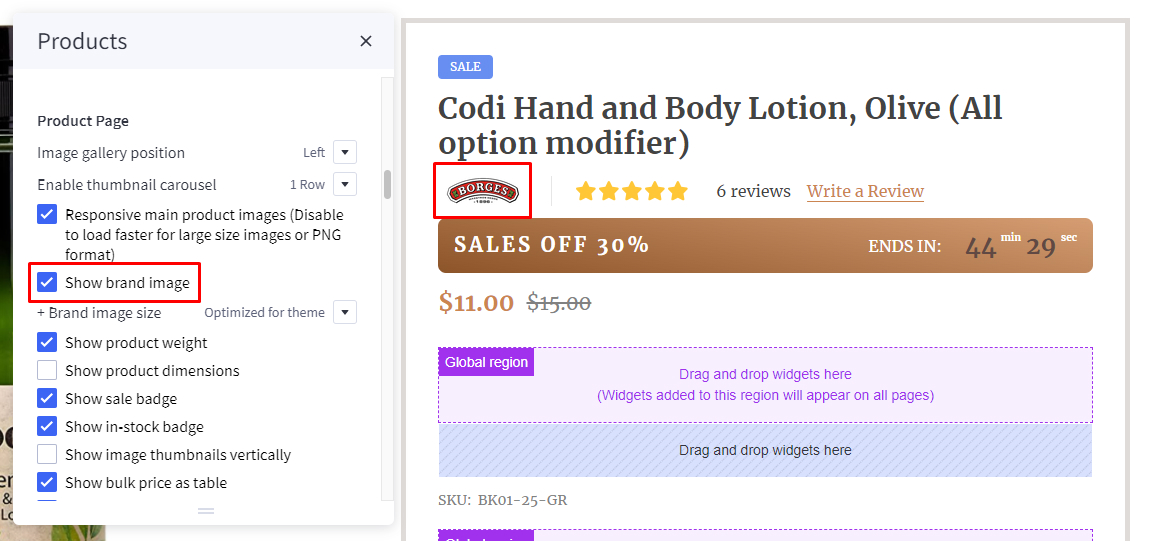 Products
Product Page
Image gallery position
Left
Enable thumbnail carousel
1 Row
Responsive main product images (Disable
to load faster for large size images or PNG
format)
Show brand image
+ Brand image size
Optimized for theme
Show product weight
Show product dimensions
Show sale badge
Show in-stock badge
Show image thumbnails vertically
Show bulk price as table
SALE
Codi Hand and Body Lotion, Olive (All
option modifier)
BORGES
1896
6 reviews
Write a Review
SALES OFF 30%
ENDS IN:
44 min 29 sec
$11.00 $15.00
Global region
Drag and drop widgets here
(Widgets added to this region will appear on all pages)
Drag and drop widgets here
SKU: BK01-25-GR
Global region